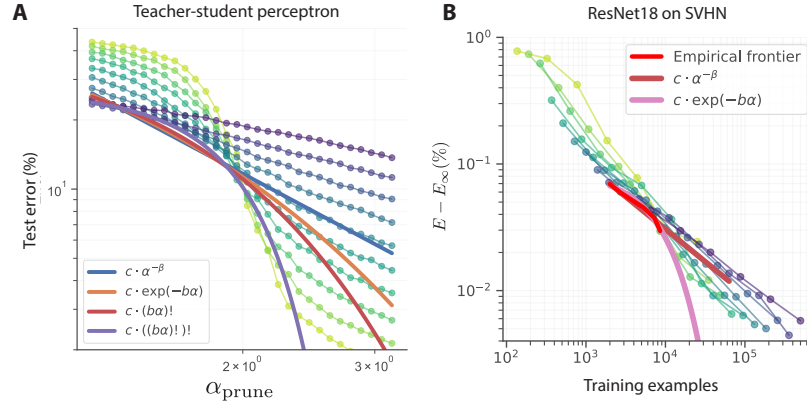 A
Teacher-student perceptron
Test error (%)
10¹
c · α⁻ᵝ
c · exp(−bα)
c · (bα)!
c · ((bα)! )!
2 × 10⁰
3 × 10⁰
α_prune
B
ResNet18 on SVHN
E − E_∞(%)
10⁰
10⁻¹
10⁻²
Empirical frontier
c · α⁻ᵝ
c · exp(−bα)
10²
10³
10⁴
10⁵
Training examples